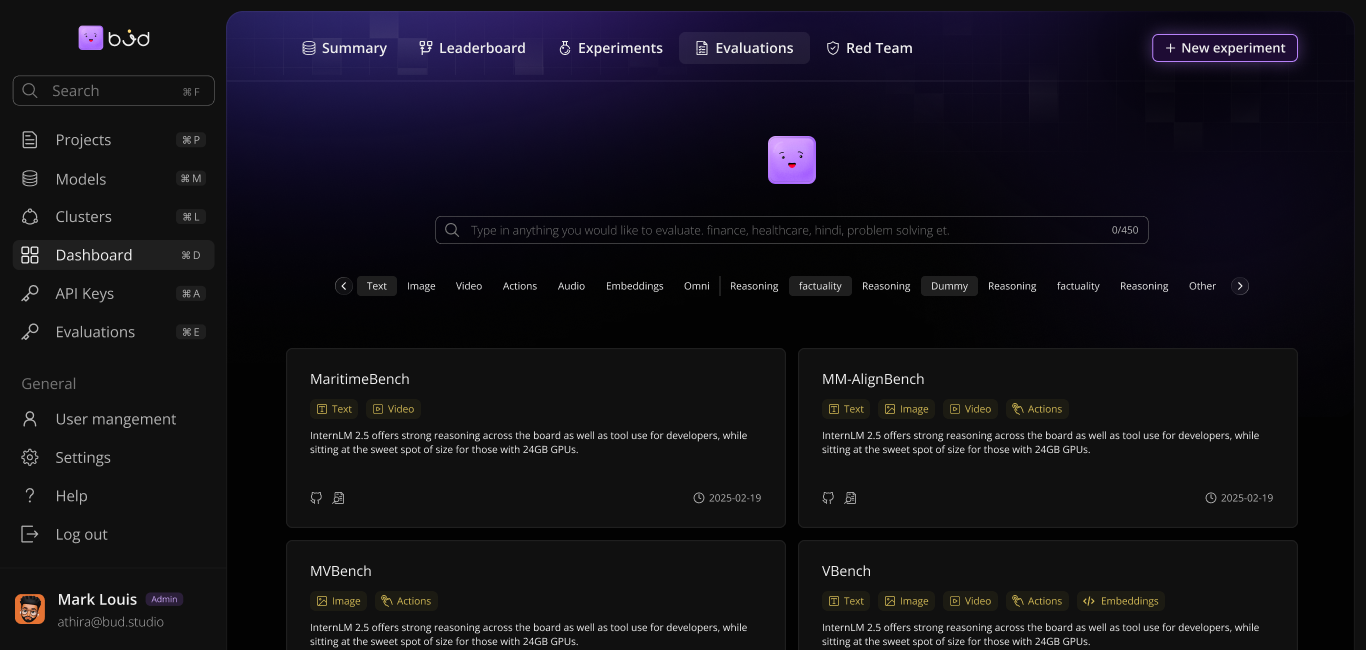 bud
Search ⌘ F
Projects ⌘ P
Models ⌘ M
Clusters ⌘ L
Dashboard ⌘ D
API Keys ⌘ A
Evaluations ⌘ E
General
User mangement
Settings
Help
Log out
Mark Louis Admin
athira@bud.studio
Summary Leaderboard Experiments Evaluations Red Team + New experiment
Type in anything you would like to evaluate. finance, healthcare, hindi, problem solving et. 0/450
Text Image Video Actions Audio Embeddings Omni Reasoning factuality Reasoning Dummy Reasoning factuality Reasoning Other
MaritimeBench
Text Video
InternLM 2.5 offers strong reasoning across the board as well as tool use for developers, while
sitting at the sweet spot of size for those with 24GB GPUs.
2025-02-19
MM-AlignBench
Text Image Video Actions
InternLM 2.5 offers strong reasoning across the board as well as tool use for developers, while
sitting at the sweet spot of size for those with 24GB GPUs.
2025-02-19
MVBench
Image Actions
InternLM 2.5 offers strong reasoning across the board as well as tool use for developers, while
sitting at the sweet spot of size for those with 24GB GPUs.
VBench
Text Image Video Actions Embeddings
InternLM 2.5 offers strong reasoning across the board as well as tool use for developers, while
sitting at the sweet spot of size for those with 24GB GPUs.